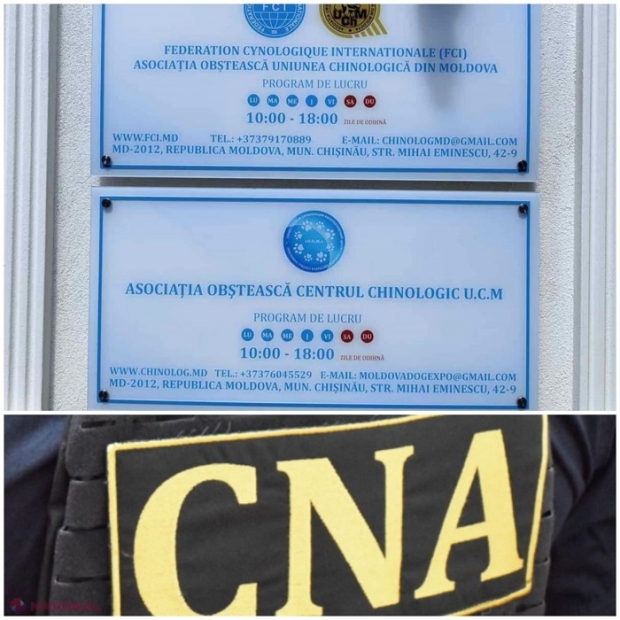 FCI
FEDERATION CYNOLOGIQUE INTERNATIONALE (FCI)
ASOCIAȚIA OBȘTEASCĂ UNIUNEA CHINOLOGICĂ DIN MOLDOVA
PROGRAM DE LUCRU
LU MA ME J VI SA DU
10:00 - 18:00 ZILE DE ODIHNĂ
WWW.FCI.MD TEL.: +37379170889 E-MAIL: CHINOLOGMD@GMAIL.COM
MD-2012, REPUBLICA MOLDOVA, MUN. CHIȘINĂU, STR. MIHAI EMINESCU, 42-9
ASOCIAȚIA OBȘTEASCĂ CENTRUL CHINOLOGIC U.C.M
PROGRAM DE LUCRU
LU MA ME J VI SA DU
10:00 - 18:00 ZILE DE ODIHNĂ
WWW.CHINOLOG.MD TEL.: +37376045529 E-MAIL: MOLDOVADOGEXPO@GMAIL.COM
MD-2012, REPUBLICA MOLDOVA, MUN. CHIȘINĂU, STR. MIHAI EMINESCU, 42-9
CNA